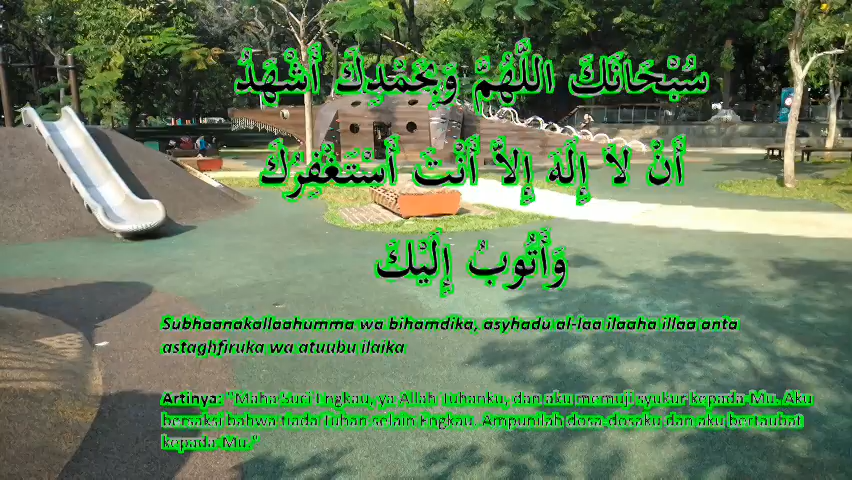 سُبْحَانَكَ اللَّهُمَّ وَبِحَمْدِكَ أَشْهَدُ
أَنْ لاَ إِلَهَ إِلاَّ أَنْتَ أَسْتَغْفِرُكَ
وَأَتُوبُ إِلَيْكَ
Subhaanakallaahumma wa bihamdika, asyhadu al-laa ilaaha illaa anta
astaghfiruka wa atuubu ilaika
Artinya: "Maha Suci Engkau, ya Allah Tuhanku, dan aku memuji syukur kepada-Mu. Aku
bersaksi bahwa tiada Tuhan selain Engkau. Ampunilah dosa-dosaku dan aku bertaubat
kepada-Mu."